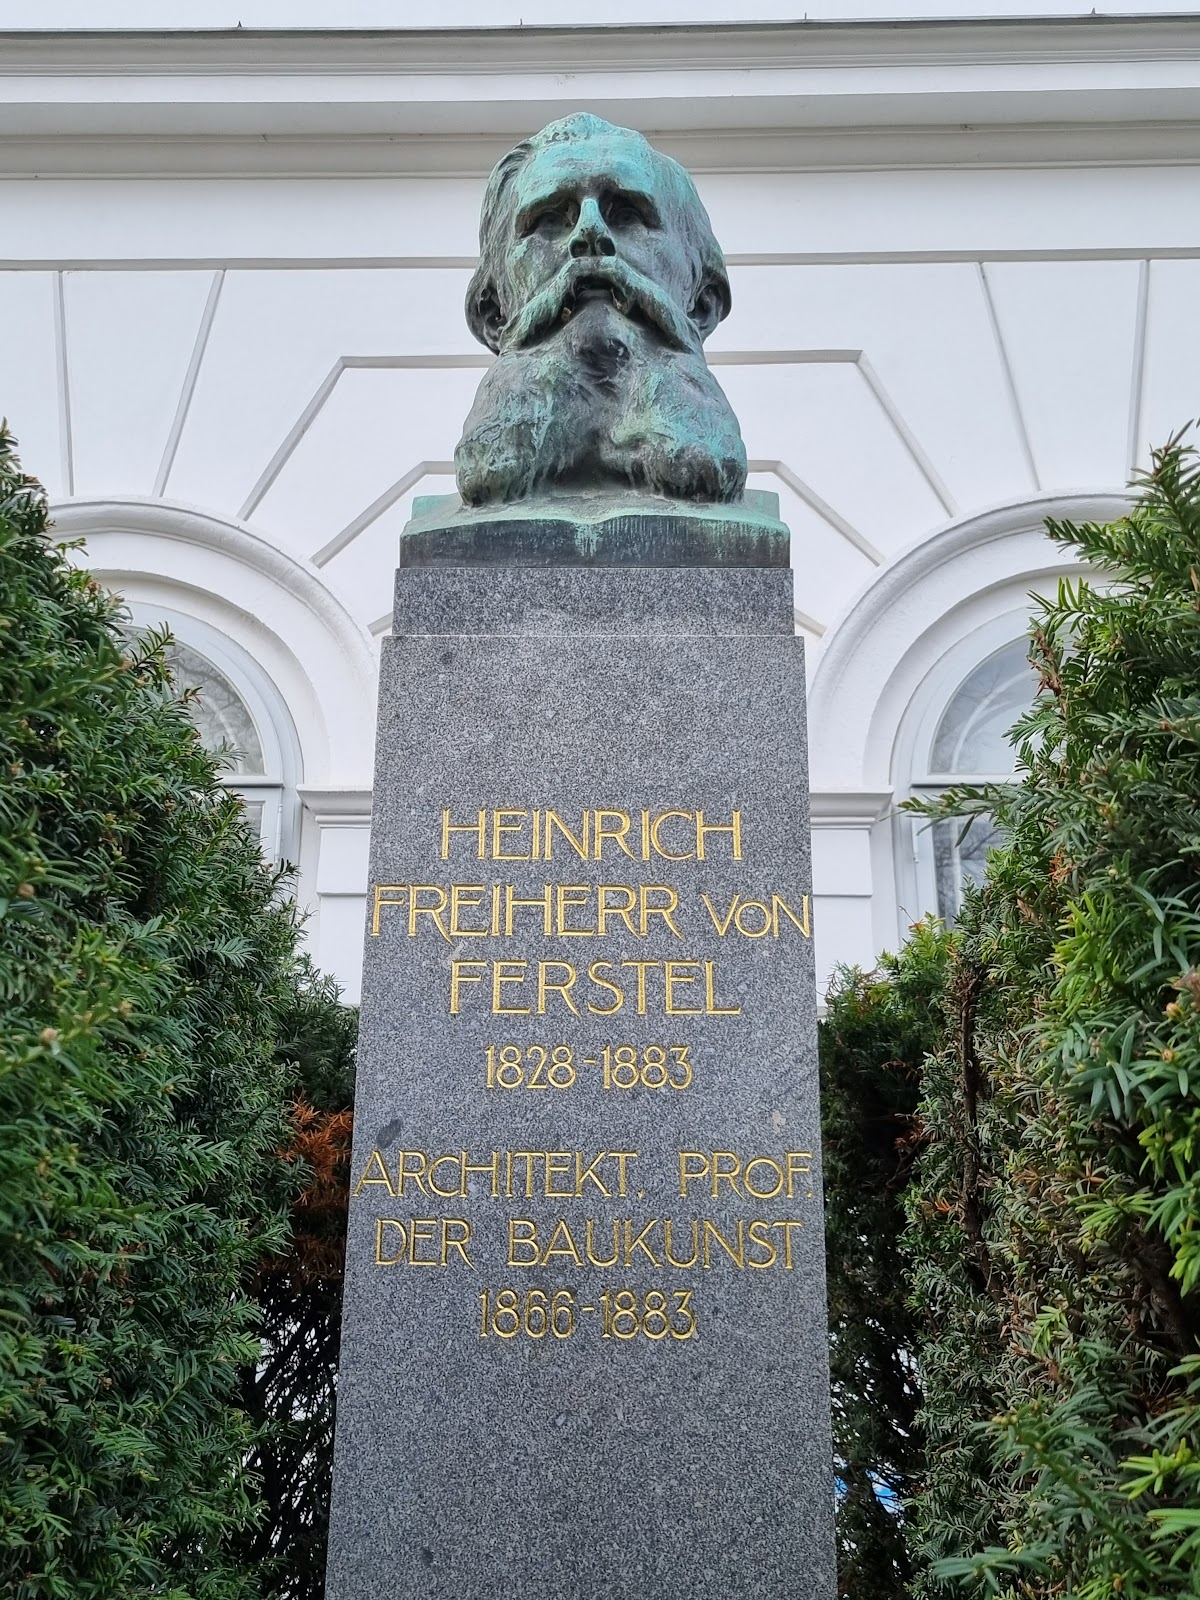 HEINRICH
FREIHERR VON
FERSTEL
1828-1883
ARCHITEKT, PROF.
DER BAUKUNST
1866-1883